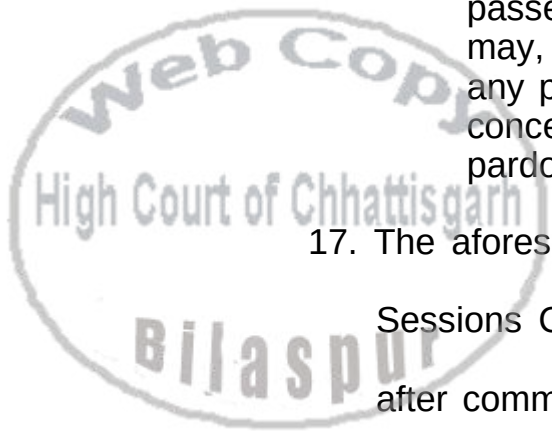 passe
may,
any p
conce
pardo
17. The afores
Sessions C
after comm
Web Copy
High Court of Chhattisgarh
Bilaspur